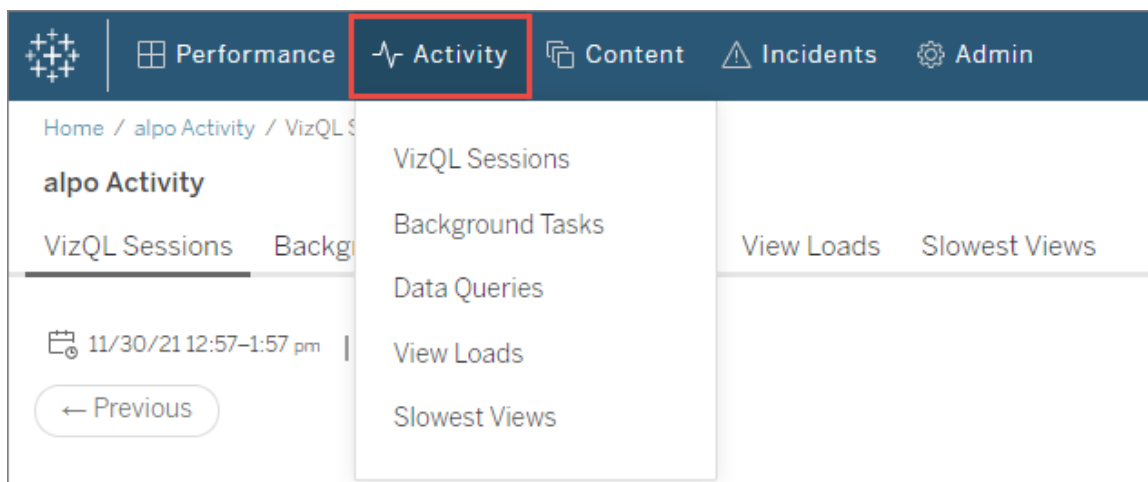 Performance Activity Content Incidents Admin
Home / alpo Activity / VizQL
alpo Activity
VizQL Sessions View Loads Slowest Views
VizQL Sessions
Background Tasks
Data Queries
View Loads
Slowest Views
11/30/21 12:57–1:57 pm |
← Previous